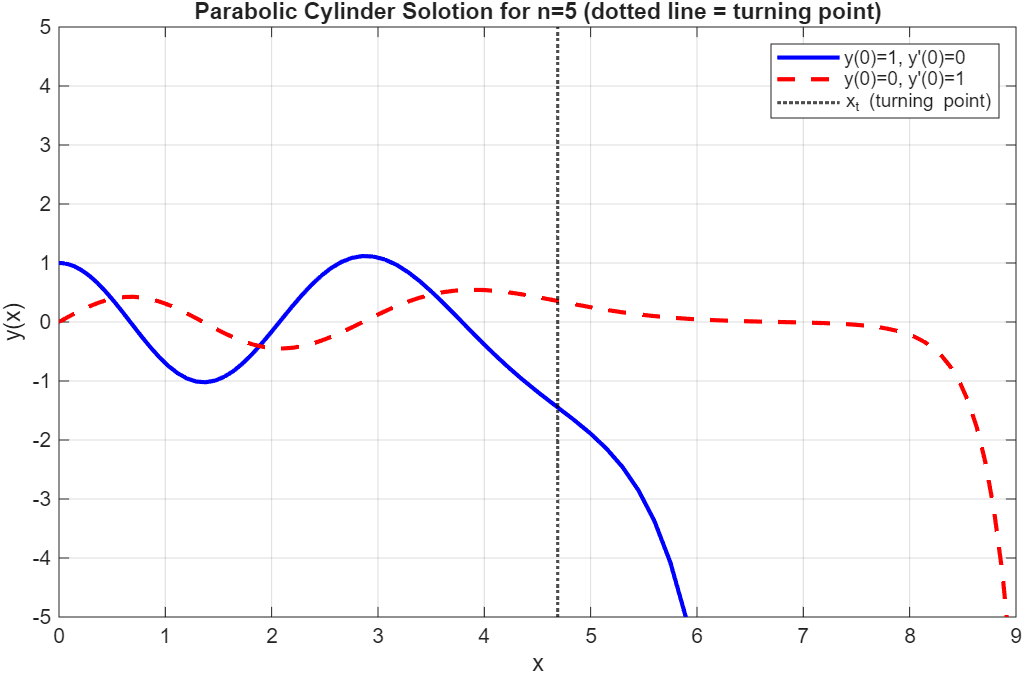 Parabolic Cylinder Solotion for n=5 (dotted line = turning point)
5
4
3
2
1
0
-1
-2
-3
-4
-5
y(x)
y(0)=1, y'(0)=0
y(0)=0, y'(0)=1
xt (turning point)
0 1 2 3 4 5 6 7 8 9
x